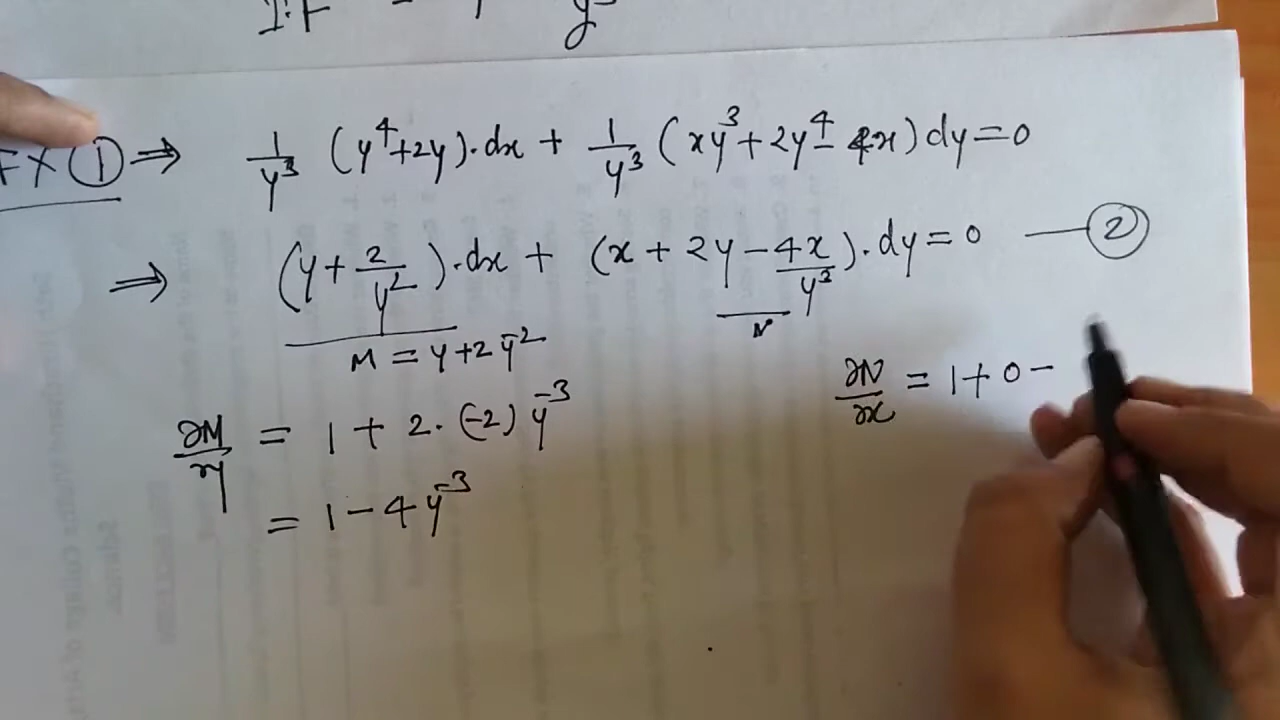 I.F
FX ① ⇒ 1/y³ (y⁴+2y).dx + 1/y³ (xy³+2y⁴-4x)dy=0
⇒ (y+2/y²).dx + (x+2y-4x/y³).dy=0 — ②
M = y+2y⁻² N
∂M/∂y = 1+2.(-2)y⁻³ ∂N/∂x = 1+0-
= 1-4y⁻³